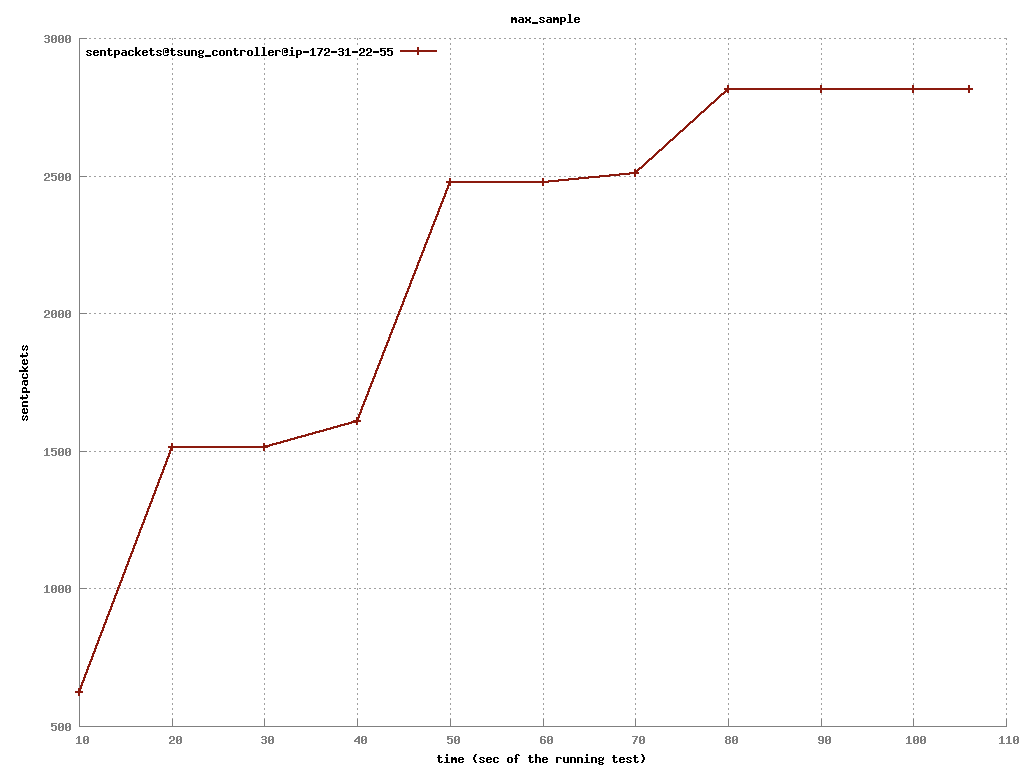 max_sample
3000
sentpackets@tsung_controller@ip-172-31-22-55
2500
2000
sentpackets
1500
1000
500
10 20 30 40 50 60 70 80 90 100 110
time (sec of the running test)